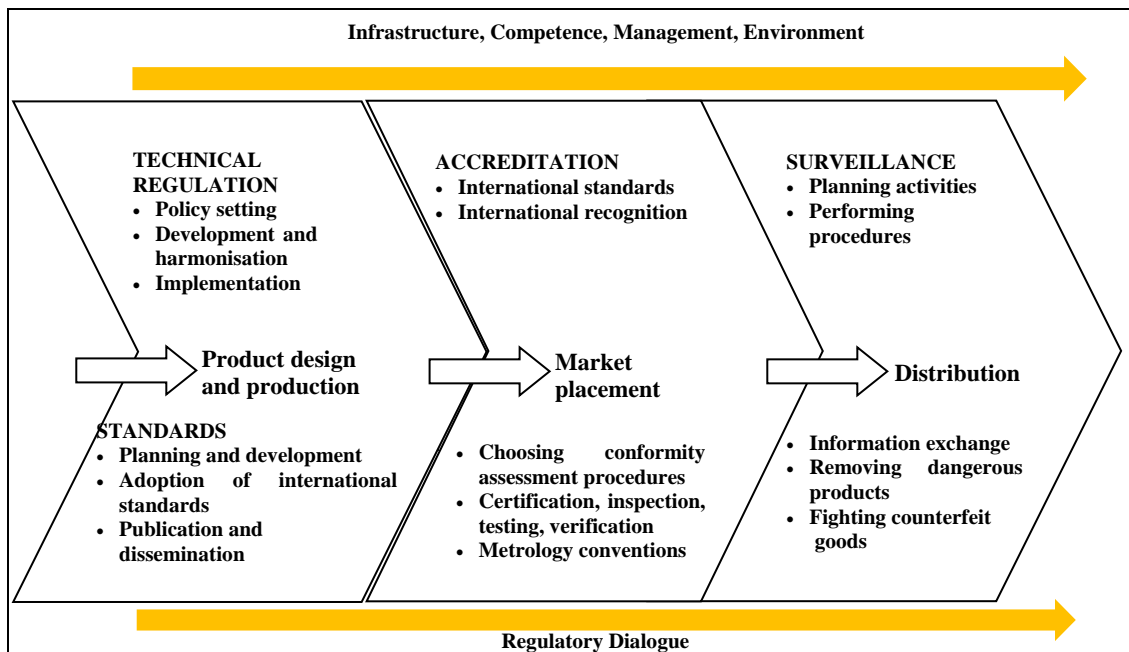 Infrastructure, Competence, Management, Environment
TECHNICAL
REGULATION
• Policy setting
• Development and
harmonisation
• Implementation
Product design
and production
STANDARDS
• Planning and development
• Adoption of international
standards
• Publication and
dissemination
ACCREDITATION
• International standards
• International recognition
Market
placement
• Choosing conformity
assessment procedures
• Certification, inspection,
testing, verification
• Metrology conventions
SURVEILLANCE
• Planning activities
• Performing
procedures
Distribution
• Information exchange
• Removing dangerous
products
• Fighting counterfeit
goods
Regulatory Dialogue